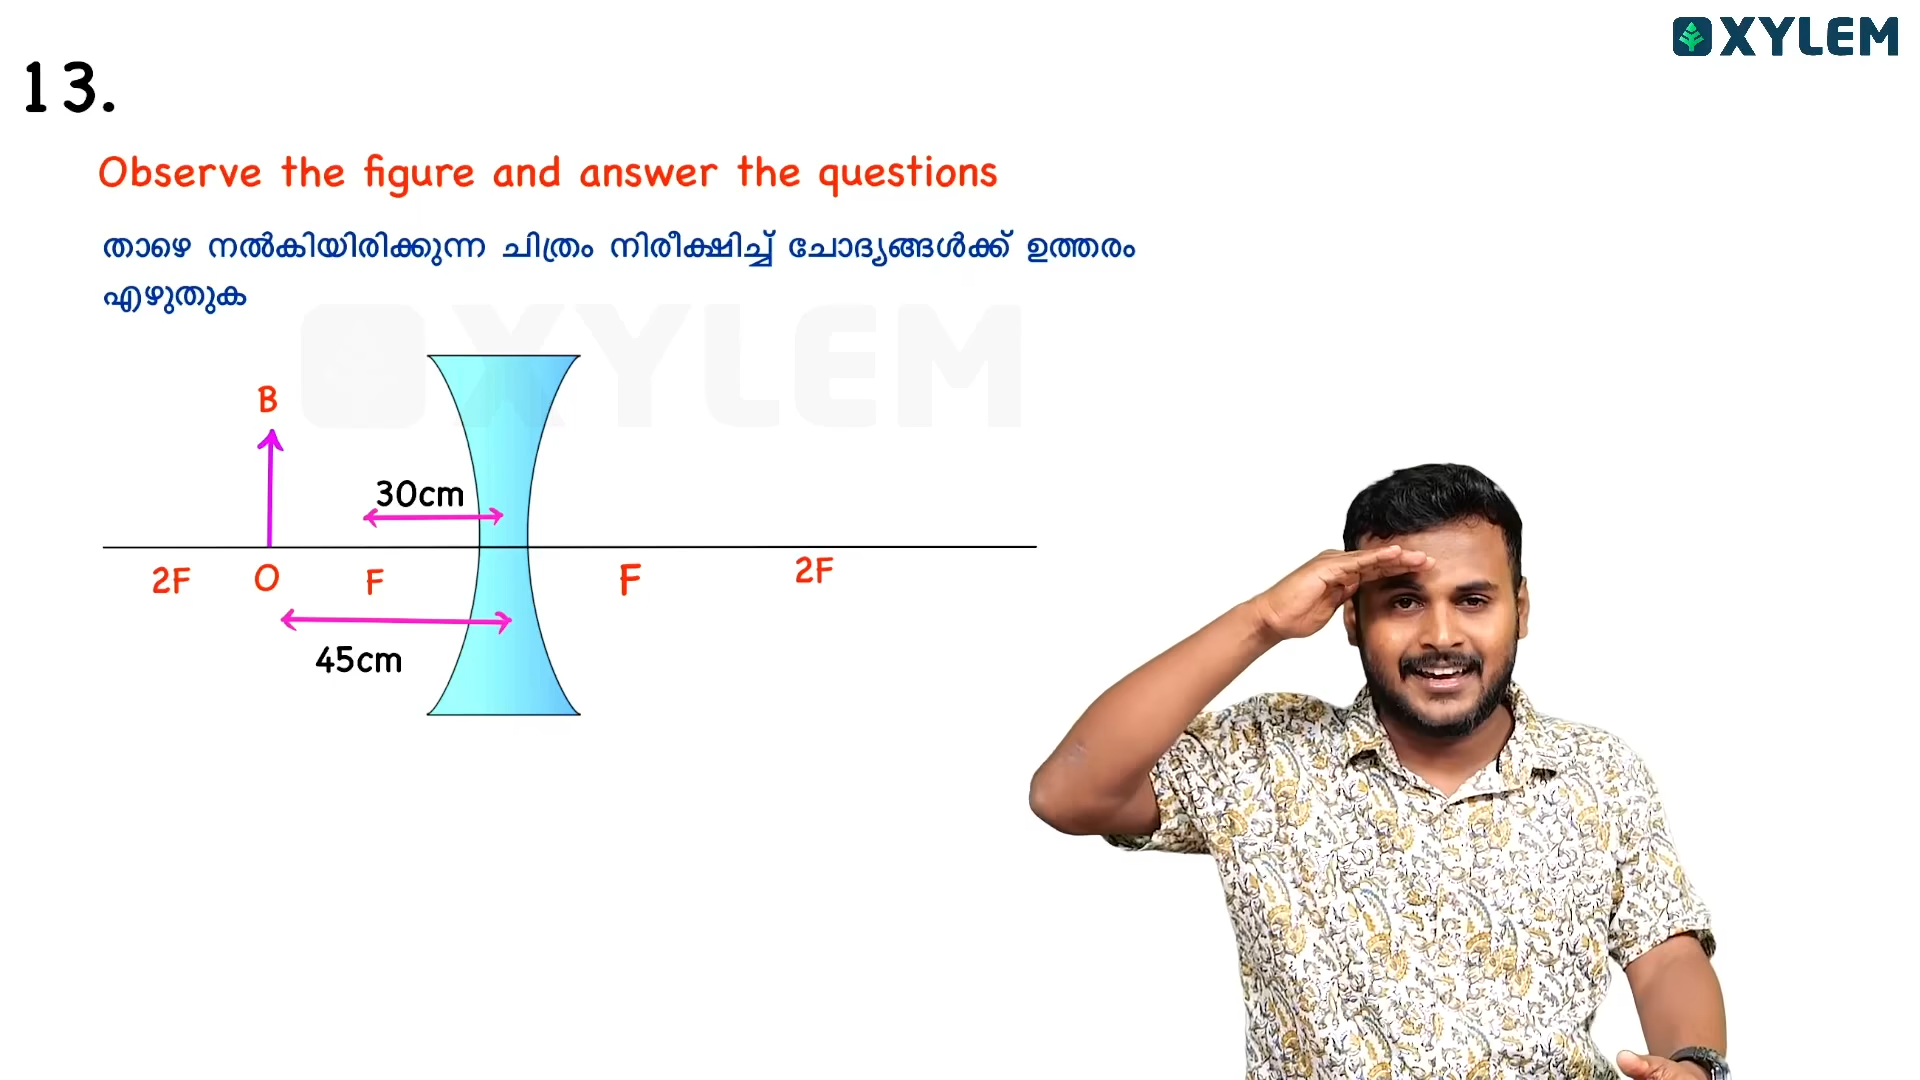 XYLEM
13.
Observe the figure and answer the questions
താഴെ നൽകിയിരിക്കുന്ന ചിത്രം നിരീക്ഷിച്ച് ചോദ്യങ്ങൾക്ക് ഉത്തരം
എഴുതുക
XYLEM
B
30cm
2F O F F 2F
45cm